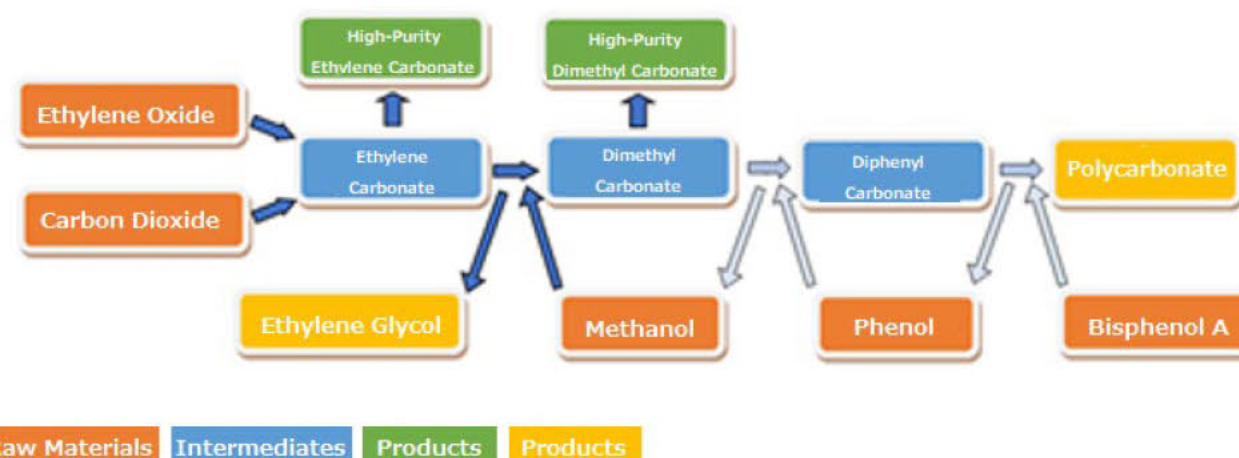 High-Purity
Ethylene Carbonate
High-Purity
Dimethyl Carbonate
Ethylene Oxide
Carbon Dioxide
Ethylene
Carbonate
Dimethyl
Carbonate
Diphenyl
Carbonate
Polycarbonate
Ethylene Glycol
Methanol
Phenol
Bisphenol A
Raw Materials
Intermediates
Products
Products